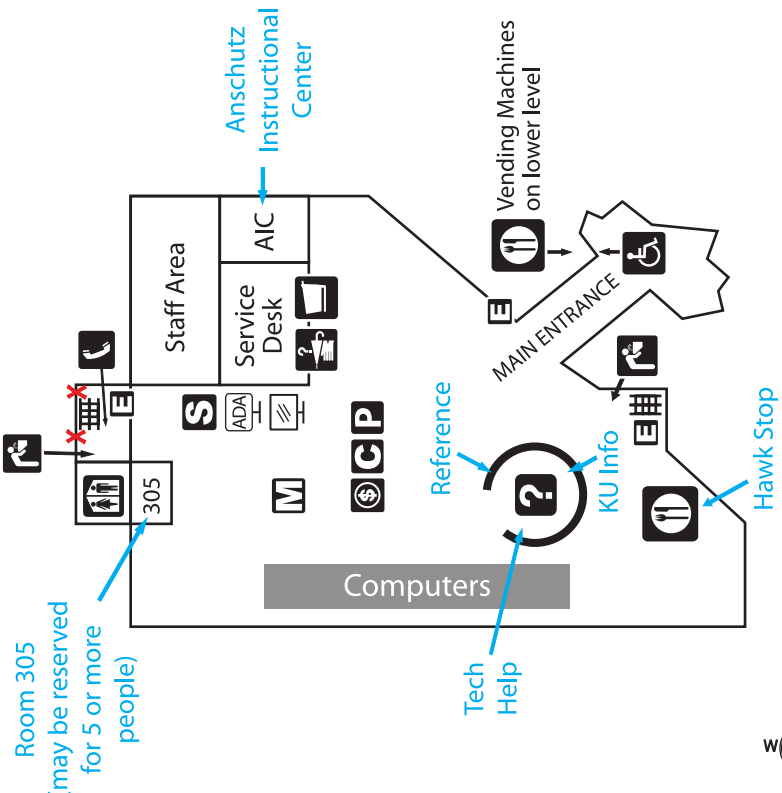 Anschutz
Instructional
Center
Vending Machines
on lower level
Staff Area
AIC
Service
Desk
?
E
MAIN ENTRANCE
E
S
ADA
E
P
C
$
M
305
Reference
KU Info
?
Hawk Stop
Computers
Room 305
(may be reserved
for 5 or more
people)
Tech
Help
W